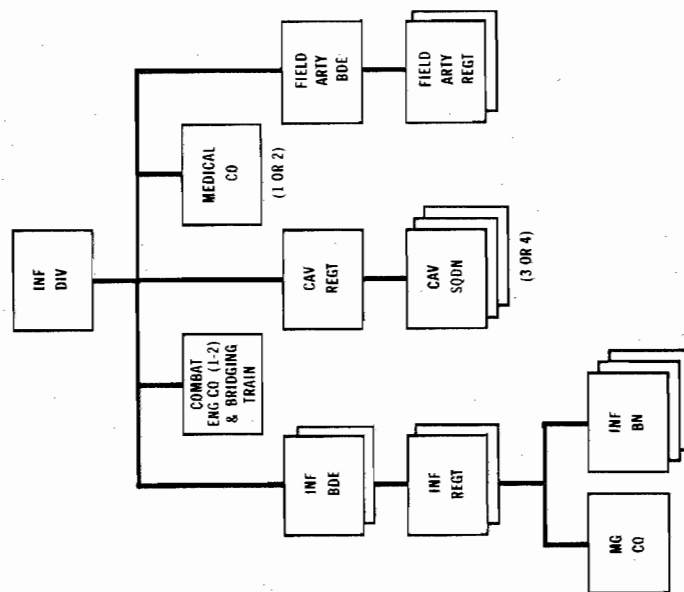 INF
DIV
COMBAT
ENG CO (1-2)
& BRIDGING
TRAIN
MEDICAL
CO
(1 OR 2)
INF
BDE
CAV
REGT
FIELD
ARTY
BDE
INF
REGT
CAV
SQDN
(3 OR 4)
FIELD
ARTY
REGT
MG
CO
INF
BN